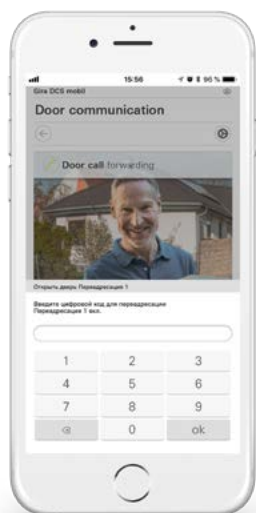 15:56 96 %
Gira DCS mobil
Door communication
Door call forwarding
Открыть дверь Переадресация 1
Введите цифровой код для переадресации
Переадресация 1 вкл.
1 2 3
4 5 6
7 8 9
0 ok